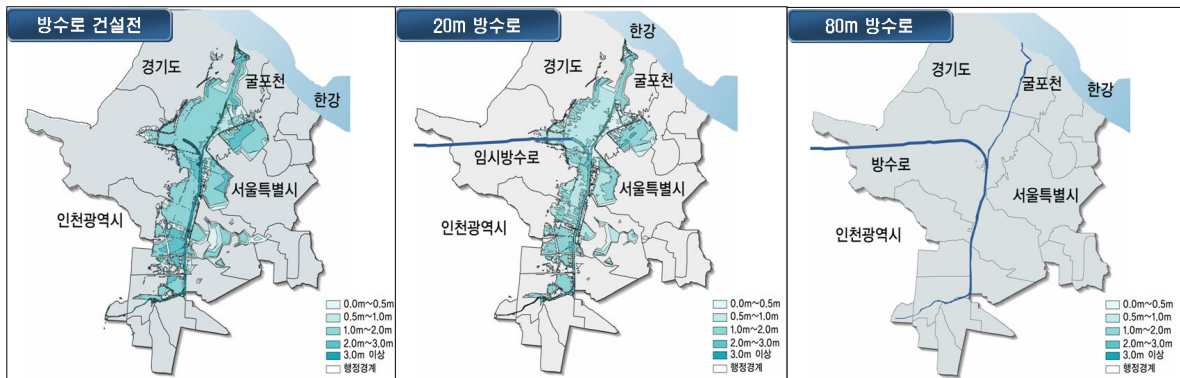 방수로 건설전
경기도
굴포천
한강
서울특별시
인천광역시
0.0m~0.5m
0.5m~1.0m
1.0m~2.0m
2.0m~3.0m
3.0m 이상
행정경계
20m 방수로
한강
경기도
굴포천
임시방수로
서울특별시
인천광역시
0.0m~0.5m
0.5m~1.0m
1.0m~2.0m
2.0m~3.0m
3.0m 이상
행정경계
80m 방수로
경기도
굴포천
한강
방수로
서울특별시
인천광역시
0.0m~0.5m
0.5m~1.0m
1.0m~2.0m
2.0m~3.0m
3.0m 이상
행정경계